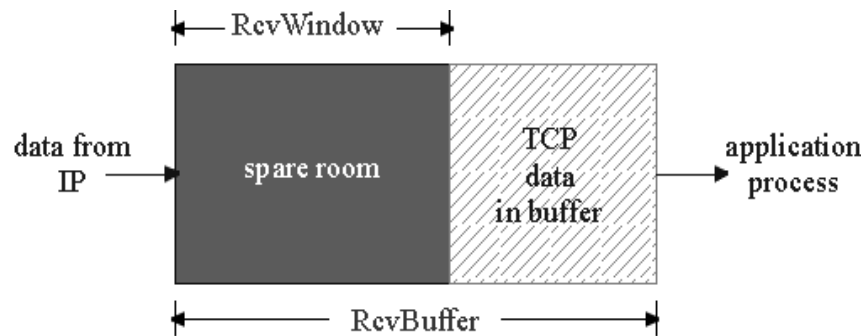 RcvWindow
data from
IP
spare room
TCP
data
in buffer
application
process
RcvBuffer